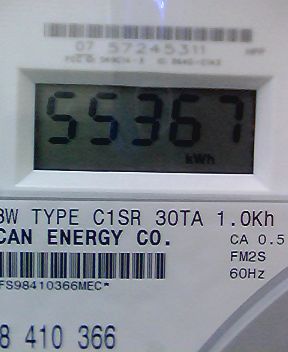 07 57245311
55367
kWh
3W TYPE C1SR 30TA 1.0Kh
CAN ENERGY CO.
CA 0.5
FM2S
60Hz
FS98410366MEC*
8 410 366